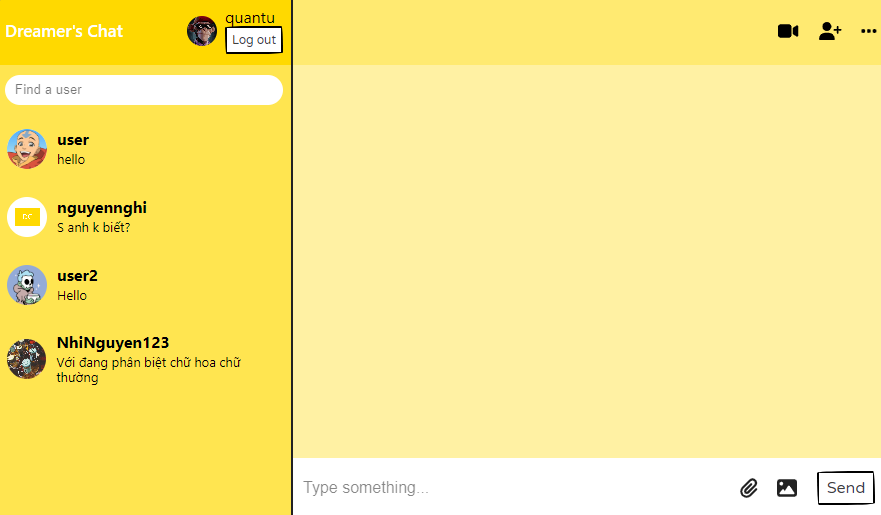 Dreamer's Chat
quantu
Log out
Find a user
user
hello
nguyennghi
S anh k biết?
user2
Hello
NhiNguyen123
Với đang phân biệt chữ hoa chữ
thường
Type something...
Send